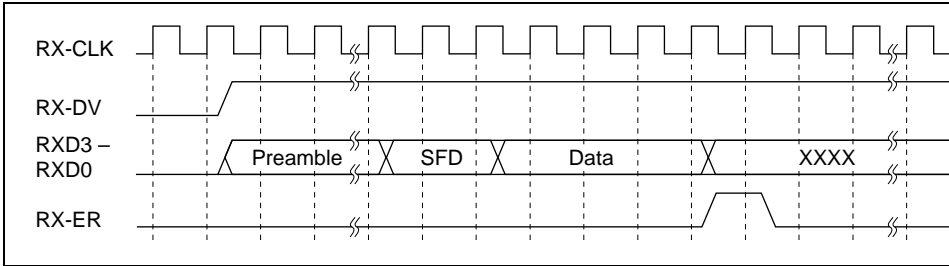 RX-CLK
RX-DV
RXD3 –
RXD0
Preamble
SFD
Data
XXXX
RX-ER